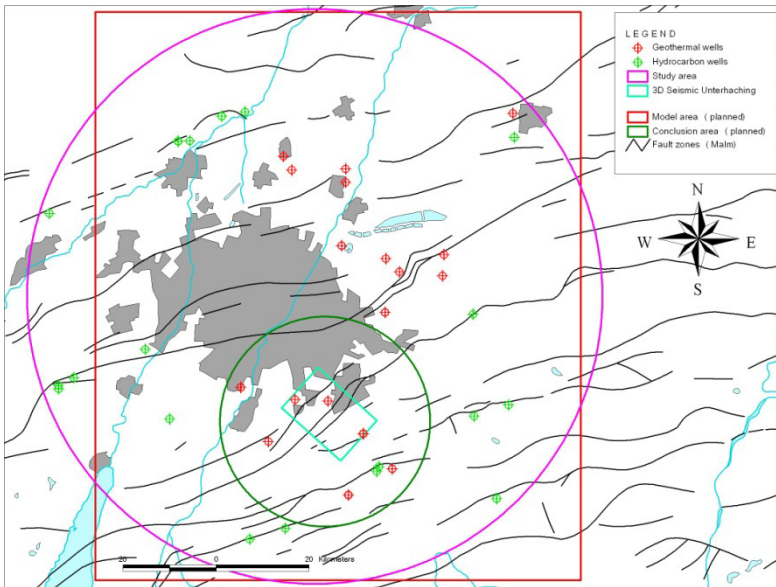 L E G E N D
Geothermal wells
Hydrocarbon wells
Study area
3D Seismic Unterhaching
Model area ( planned)
Conclusion area ( planned)
Fault zones ( Malm)
N
W E
S
20 0 20 Kilometers